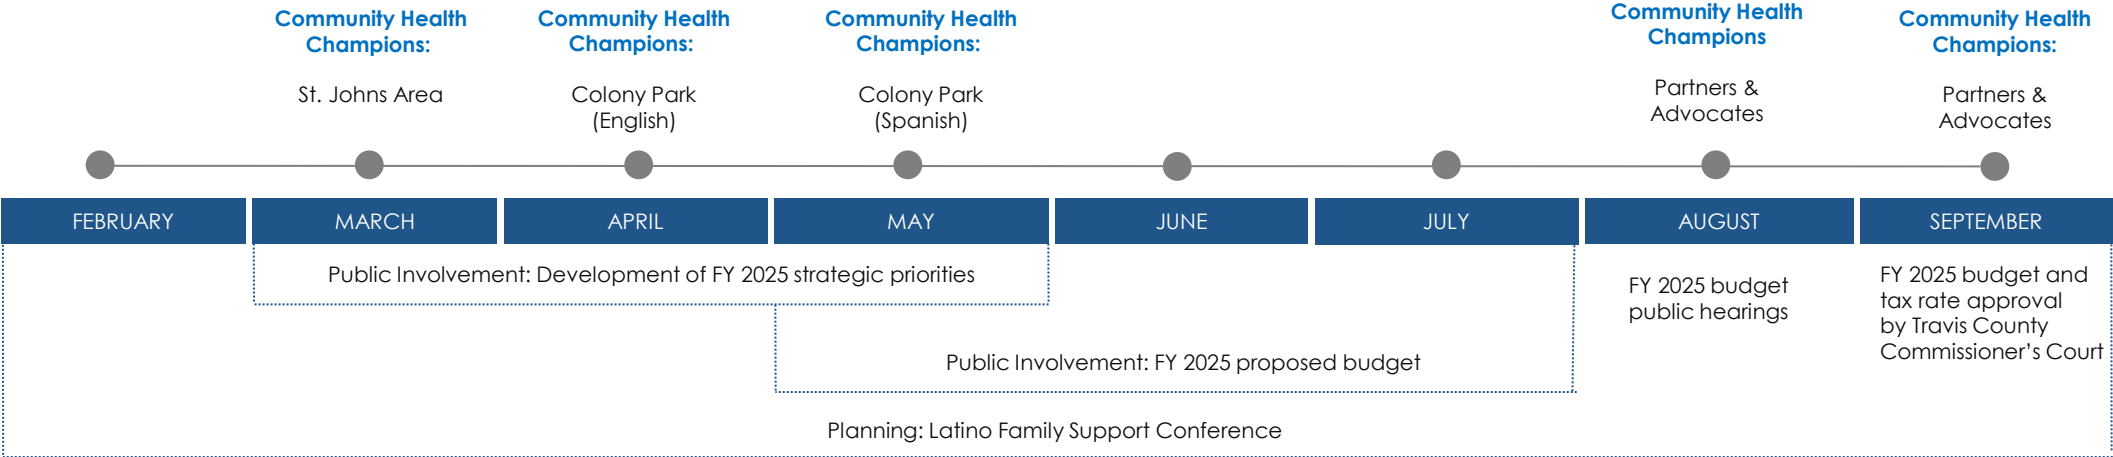 Community Health
Champions:
St. Johns Area
Community Health
Champions:
Colony Park
(English)
Community Health
Champions:
Colony Park
(Spanish)
Community Health
Champions
Partners &
Advocates
Community Health
Champions:
Partners &
Advocates
FEBRUARY
MARCH
APRIL
MAY
JUNE
JULY
AUGUST
SEPTEMBER
Public Involvement: Development of FY 2025 strategic priorities
FY 2025 budget
public hearings
FY 2025 budget and
tax rate approval
by Travis County
Commissioner’s Court
Public Involvement: FY 2025 proposed budget
Planning: Latino Family Support Conference